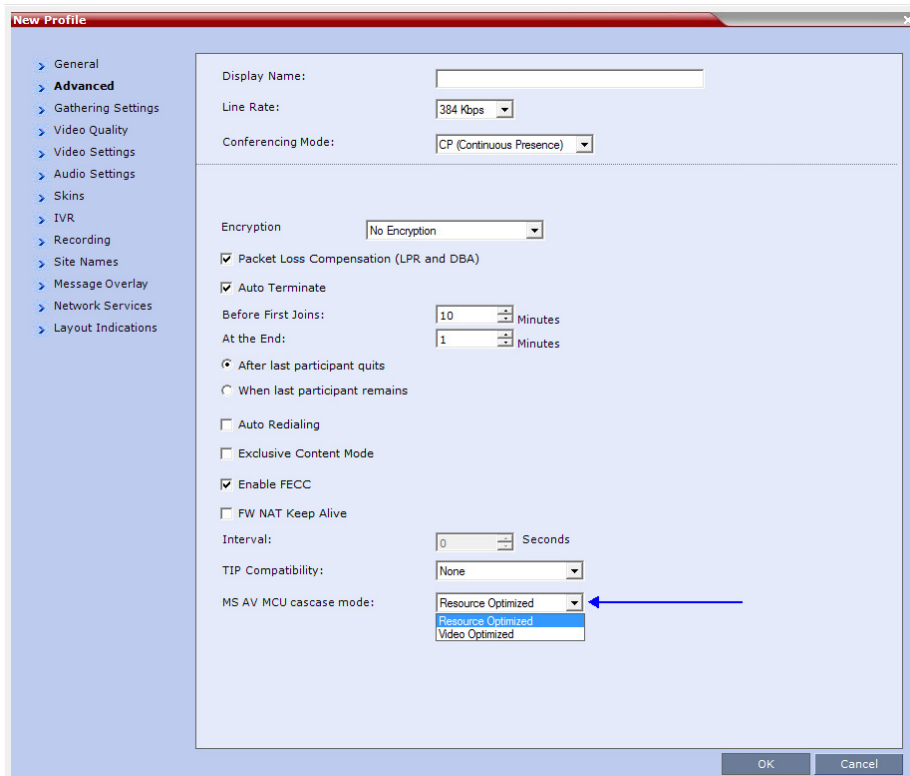 New Profile
General
Advanced
Gathering Settings
Video Quality
Video Settings
Audio Settings
Skins
IVR
Recording
Site Names
Message Overlay
Network Services
Layout Indications
Display Name:
Line Rate: 384 Kbps
Conferencing Mode: CP (Continuous Presence)
Encryption No Encryption
Packet Loss Compensation (LPR and DBA)
Auto Terminate
Before First Joins: 10 Minutes
At the End: 1 Minutes
After last participant quits
When last participant remains
Auto Redialing
Exclusive Content Mode
Enable FECC
FW NAT Keep Alive
Interval: 0 Seconds
TIP Compatibility: None
MS AV MCU cascase mode: Resource Optimized
Resource Optimized
Video Optimized
OK Cancel